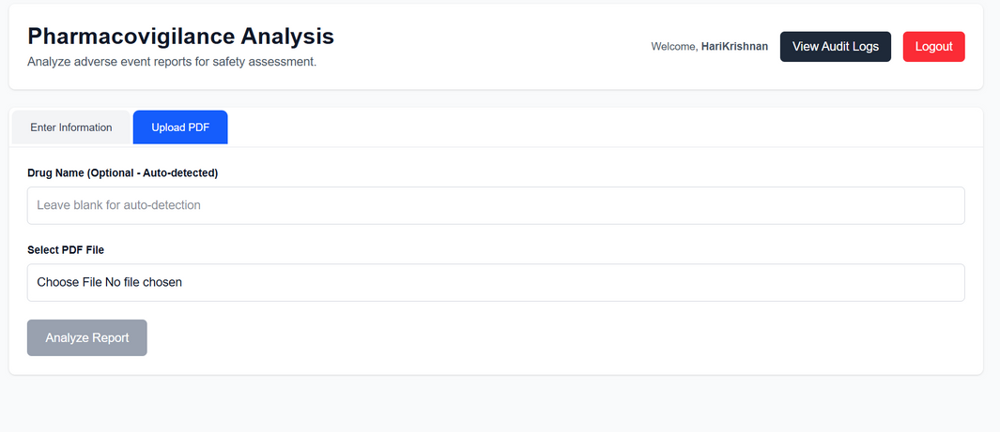 Pharmacovigilance Analysis
Analyze adverse event reports for safety assessment.
Welcome, HariKrishnan
View Audit Logs
Logout
Enter Information
Upload PDF
Drug Name (Optional - Auto-detected)
Leave blank for auto-detection
Select PDF File
Choose File No file chosen
Analyze Report